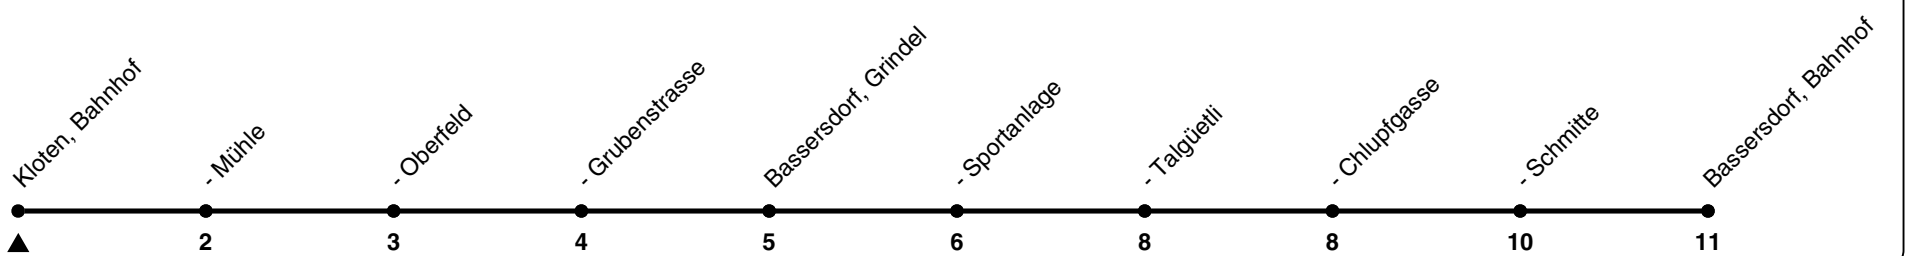 Kloten, Bahnhof
- Mühle
- Oberfeld
- Grubenstrasse
Bassersdorf, Grindel
- Sportanlage
- Talgüetli
- Chlupfgasse
- Schmitte
Bassersdorf, Bahnhof
2 3 4 5 6 8 8 10 11